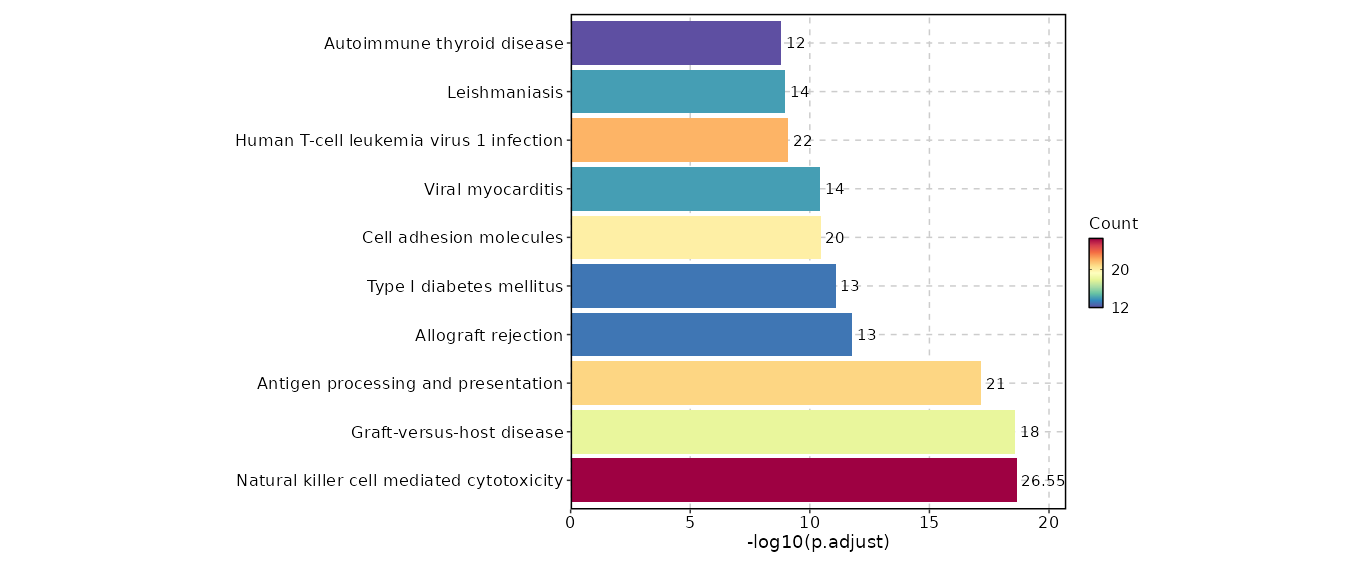 Autoimmune thyroid disease 12
Leishmaniasis 14
Human T-cell leukemia virus 1 infection 22
Viral myocarditis 14
Cell adhesion molecules 20
Type I diabetes mellitus 13
Allograft rejection 13
Antigen processing and presentation 21
Graft-versus-host disease 18
Natural killer cell mediated cytotoxicity 26.55
0 5 10 15 20
-log10(p.adjust)
Count
20
12